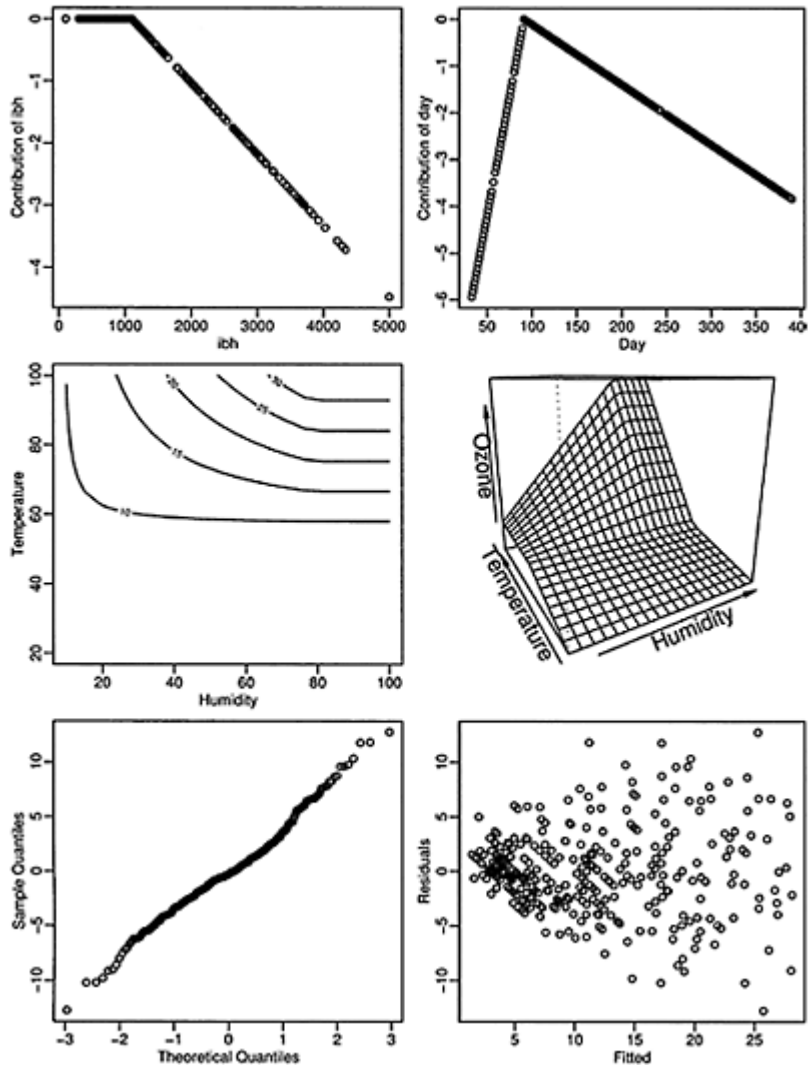 Contribution of ibh
0
-1
-2
-3
-4
0 1000 2000 3000 4000 5000
ibh
Contribution of day
0
-1
-2
-3
-4
-5
-6
50 100 150 200 250 300 350 40
Day
Temperature
100
80
60
40
20
10
15
20
25
30
20 40 60 80 100
Humidity
Ozone
Temperature
Humidity
Sample Quantiles
10
5
0
-5
-10
-3 -2 -1 0 1 2 3
Theoretical Quantiles
Residuals
10
5
0
-5
-10
5 10 15 20 25
Fitted